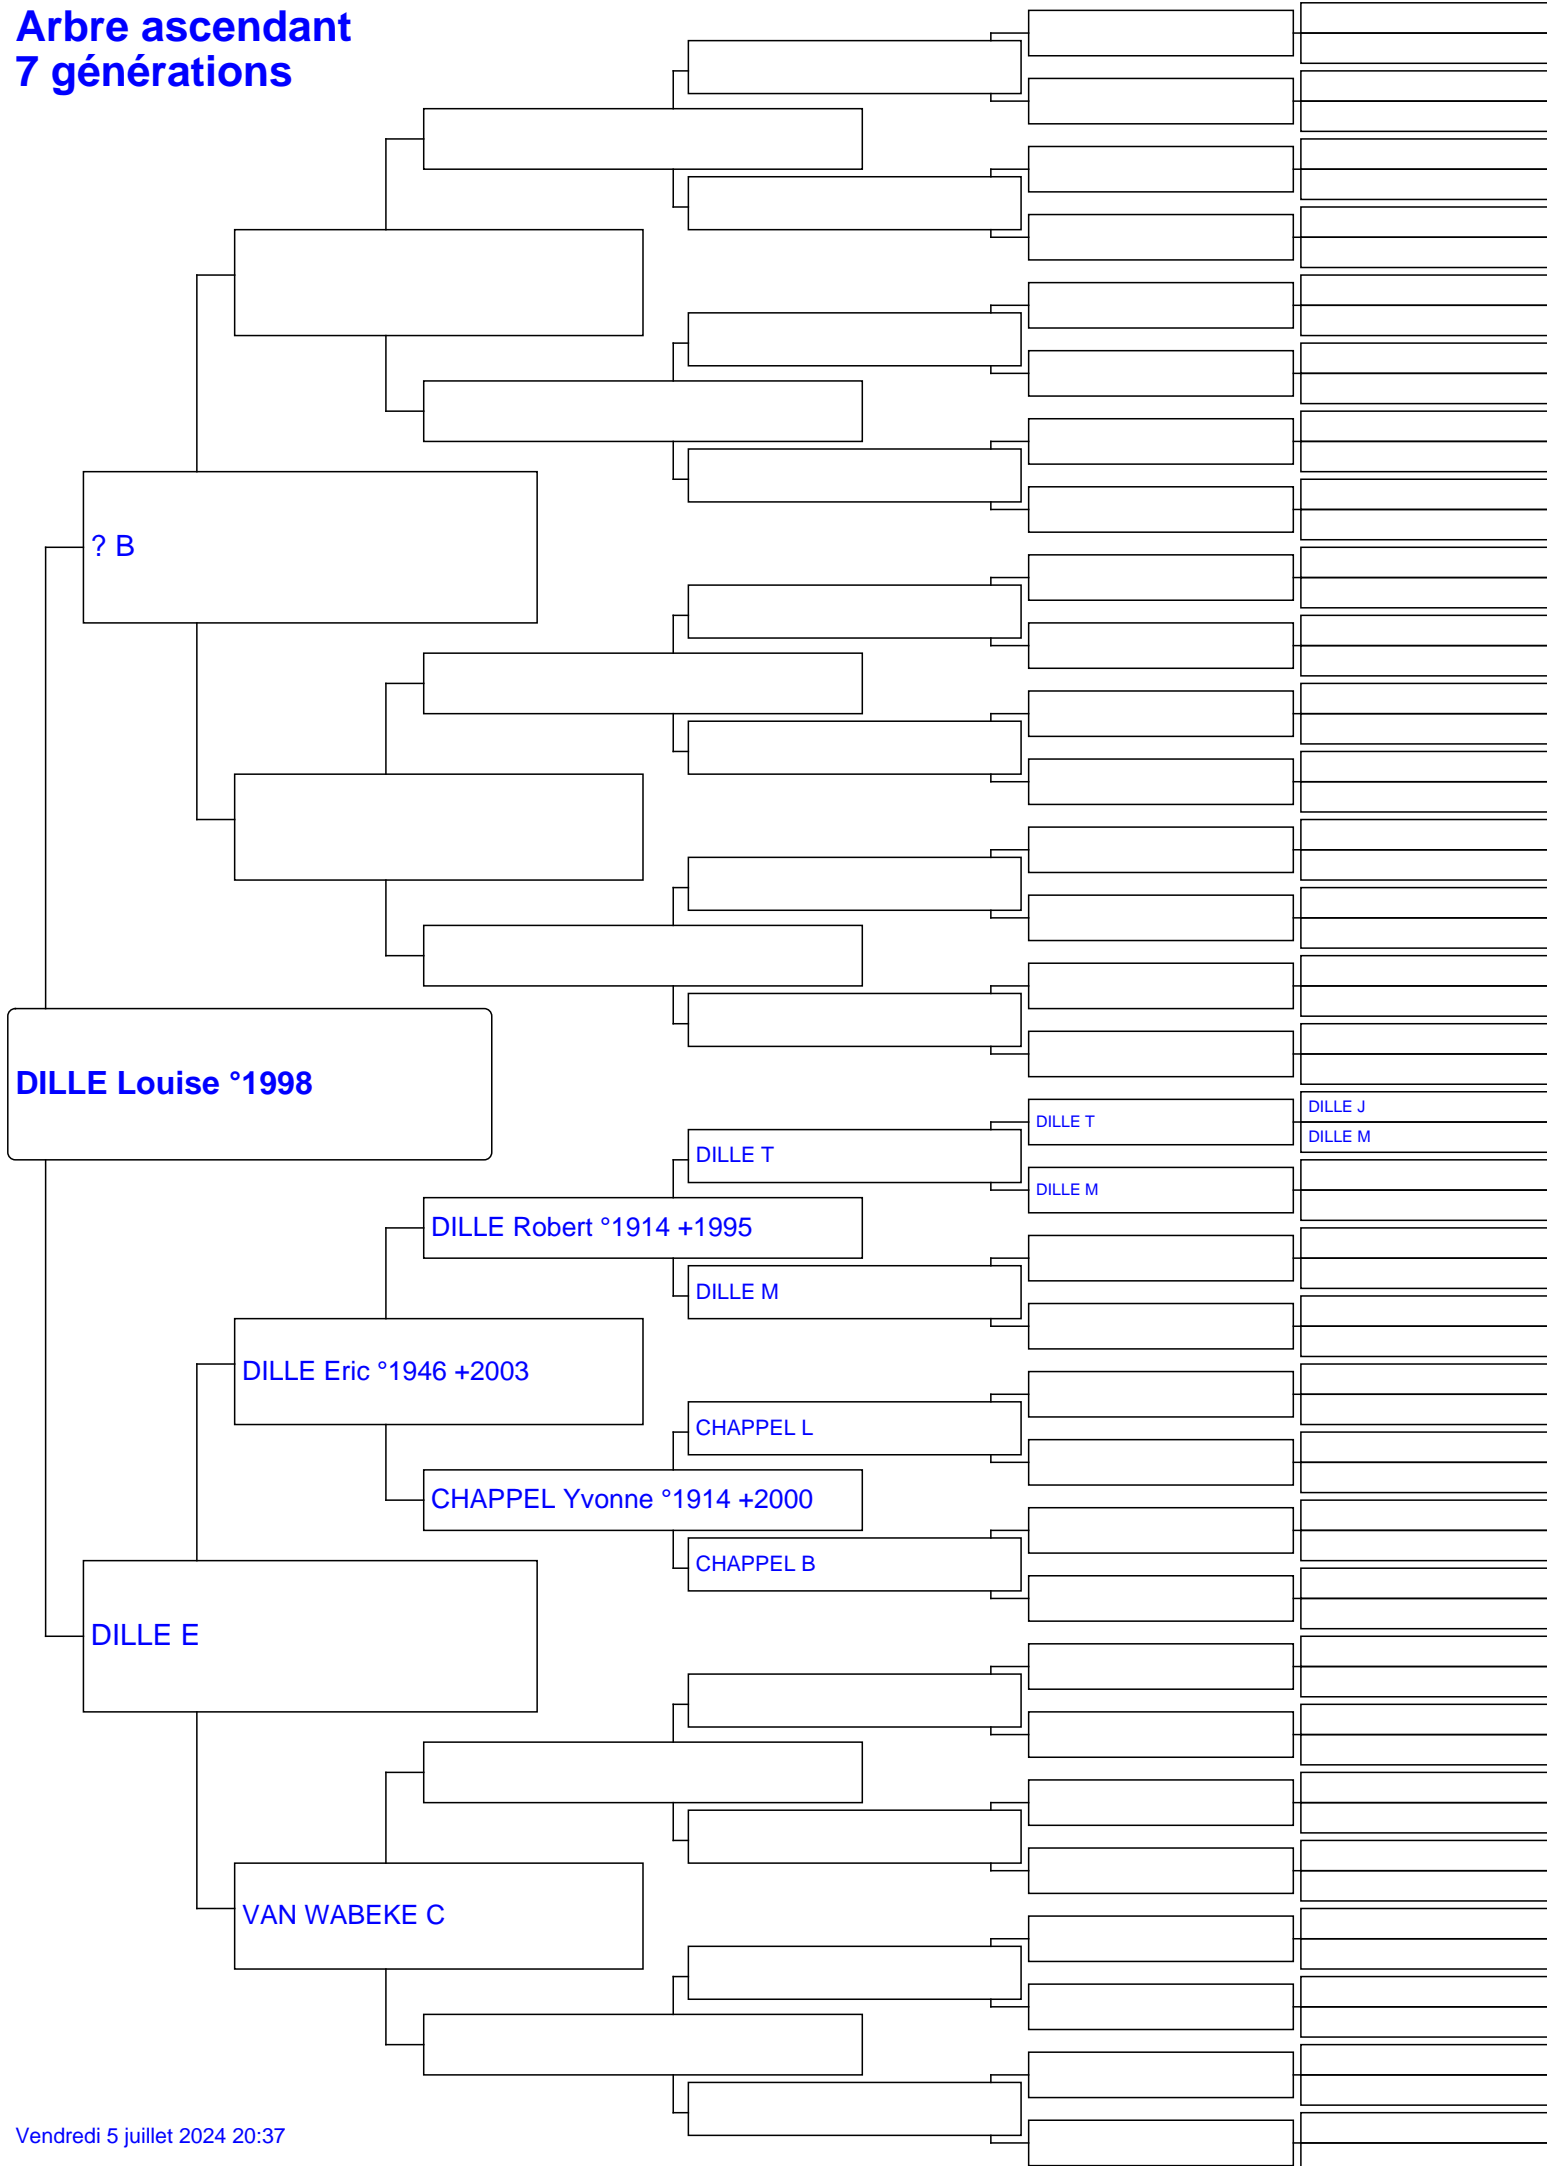 Arbre ascendant
7 générations
? B
DILLE Louise °1998
DILLE T
DILLE J
DILLE M
DILLE T
DILLE M
DILLE Robert °1914 +1995
DILLE M
DILLE Eric °1946 +2003
CHAPPEL L
CHAPPEL Yvonne °1914 +2000
CHAPPEL B
DILLE E
VAN WABEKE C
Vendredi 5 juillet 2024 20:37